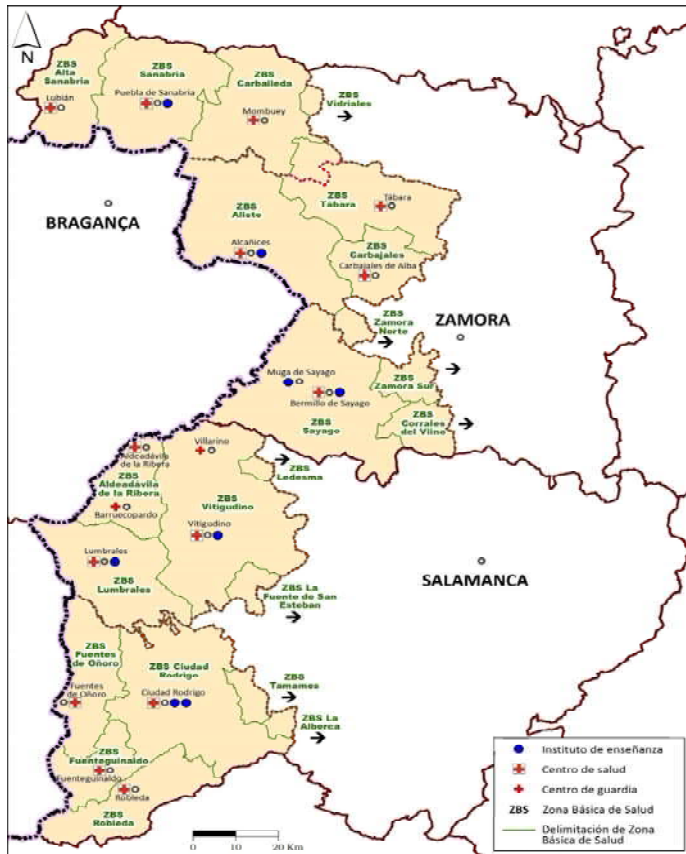 N
ZBS
Alta
Sanabria
Lubián
ZBS
Sanabria
Puebla de Sanabria
ZBS
Carballeda
Mombuey
ZBS
Vidriales
BRAGANÇA
ZBS
Aliste
Alcañices
ZBS
Tábara
Tábara
ZBS
Carbajales
Carbajales de Alba
ZBS
Zamora
Norte
ZAMORA
Muga de Sayago
Bermillo de Sayago
ZBS
Sayago
ZBS
Zamora Sur
ZBS
Corrales
del Viino
Aldeadávila
de la Ribera
ZBS
Aldeadávila
de la Ribera
Barruecopardo
Villarino
ZBS
Ledesma
ZBS
Vitigudino
Vitigudino
Lumbrales
ZBS
Lumbrales
SALAMANCA
ZBS La
Fuente de San
Esteban
ZBS
Fuentes
de Oñoro
Fuentes
de Oñoro
ZBS Ciudad
Rodrigo
Ciudad Rodrigo
ZBS
Tamames
ZBS La
Alberca
ZBS
Fuenteguinaldo
Fuenteguinaldo
Robleda
ZBS
Robleda
0 10 20 Km
Instituto de enseñanza
Centro de salud
Centro de guardia
ZBS Zona Básica de Salud
Delimitación de Zona
Básica de Salud